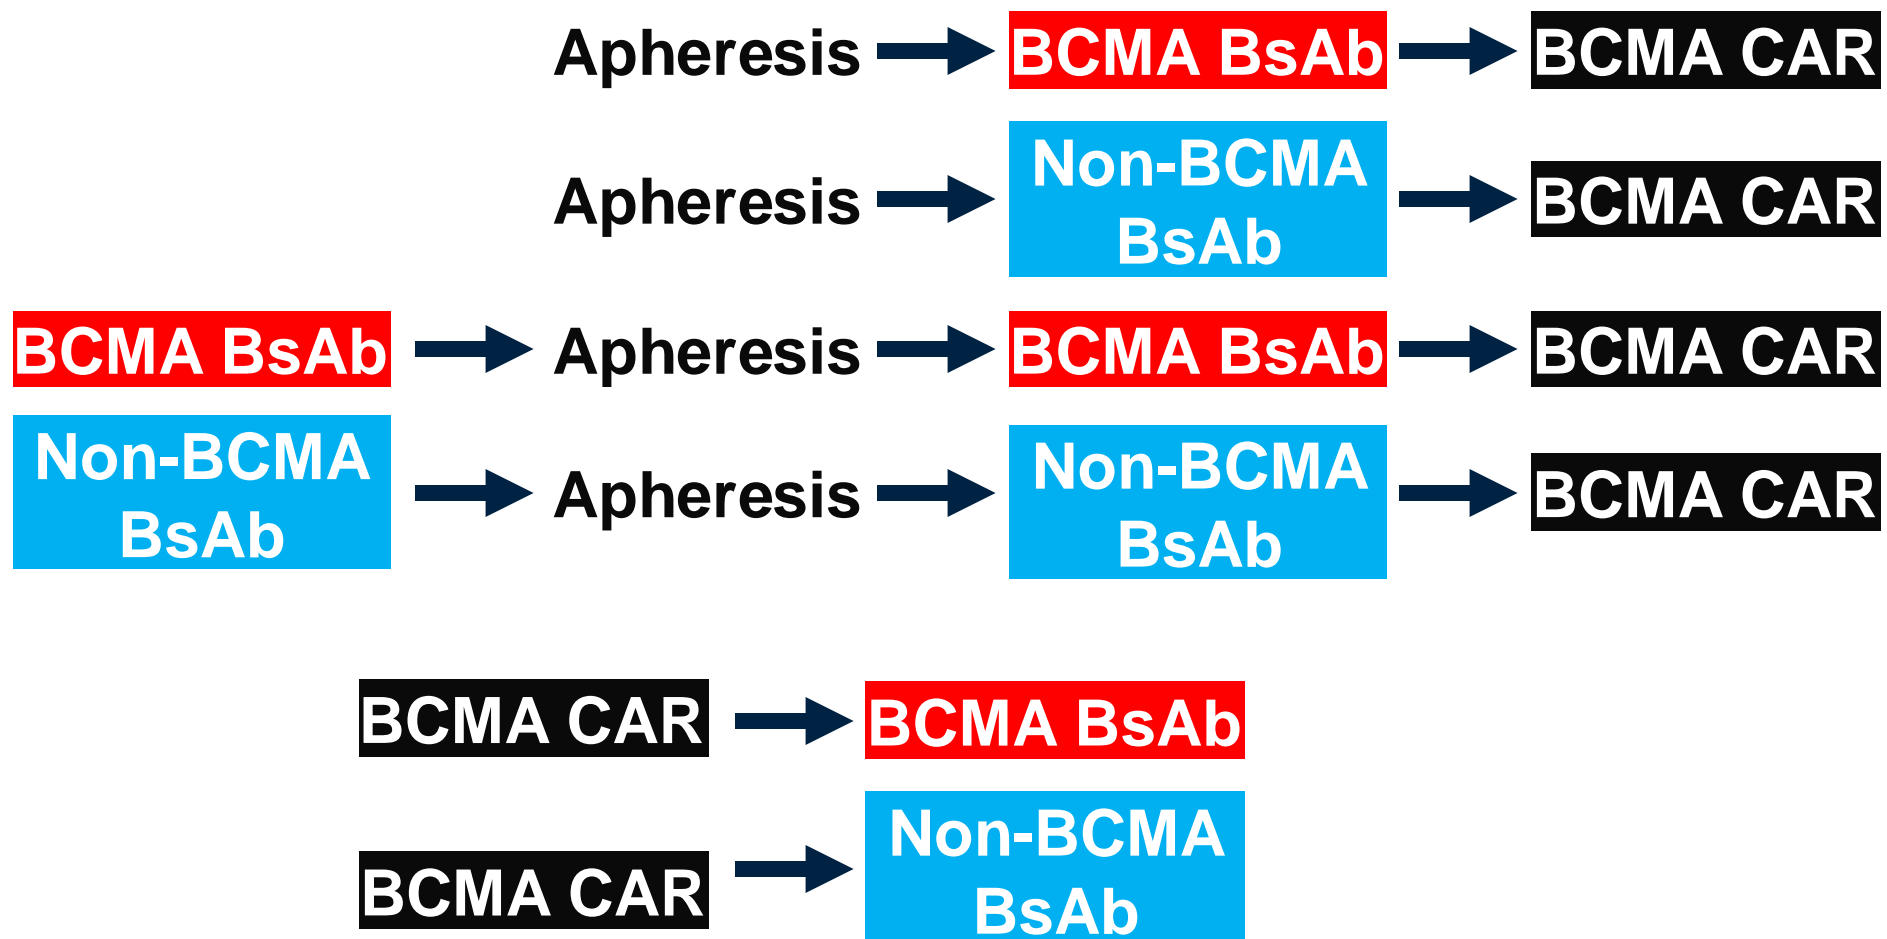 Apheresis BCMA BsAb BCMA CAR
Apheresis Non-BCMA BsAb BCMA CAR
BCMA BsAb Apheresis BCMA BsAb BCMA CAR
Non-BCMA BsAb Apheresis Non-BCMA BsAb BCMA CAR
BCMA CAR BCMA BsAb
BCMA CAR Non-BCMA BsAb